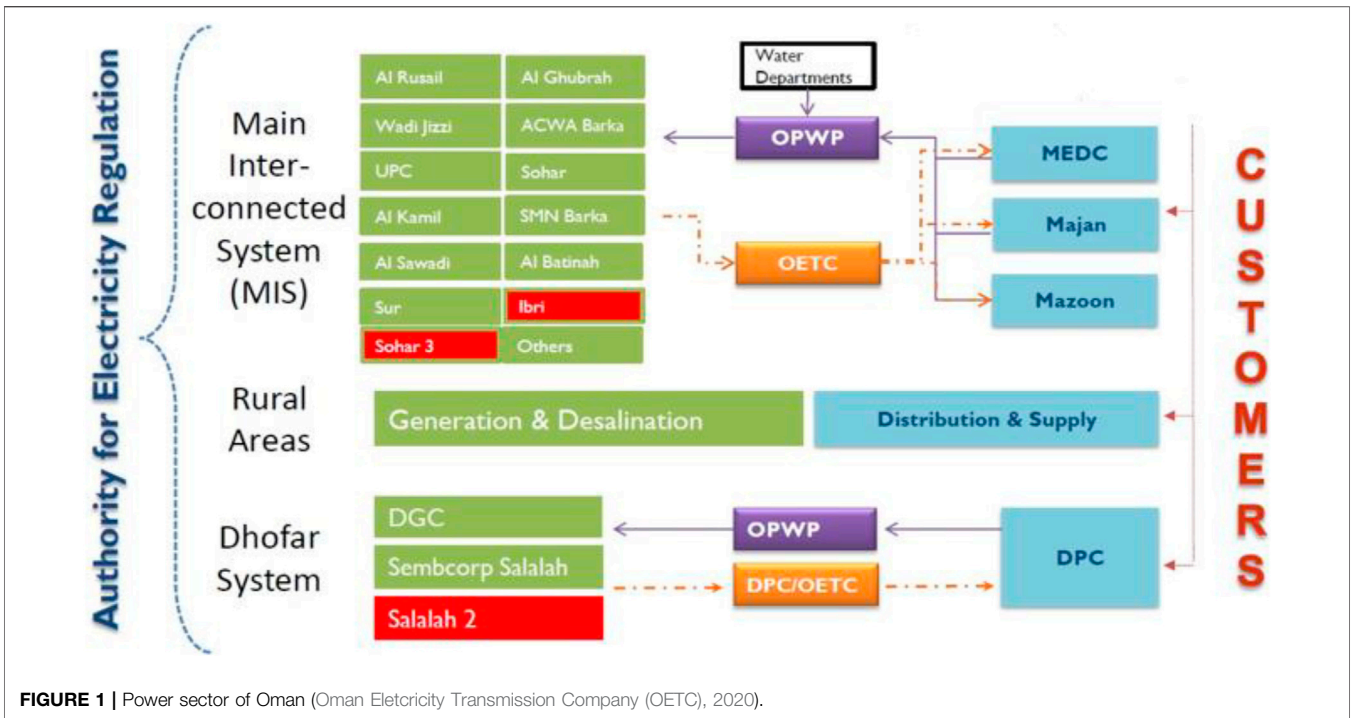 Authority for Electricity Regulation
Main
Inter-
connected
System
(MIS)
Al Rusail
Al Ghubrah
Wadi Jizzi
ACWA Barka
UPC
Sohar
Al Kamil
SMN Barka
Al Sawadi
Al Batinah
Sur
Ibri
Sohar 3
Others
Water
Departments
OPWP
OETC
MEDC
Majan
Mazoon
Rural
Areas
Generation & Desalination
Distribution & Supply
Dhofar
System
DGC
Sembcorp Salalah
Salalah 2
OPWP
DPC/OETC
DPC
CUSTOMERS
FIGURE 1 | Power sector of Oman (Oman Eletcricity Transmission Company (OETC), 2020).